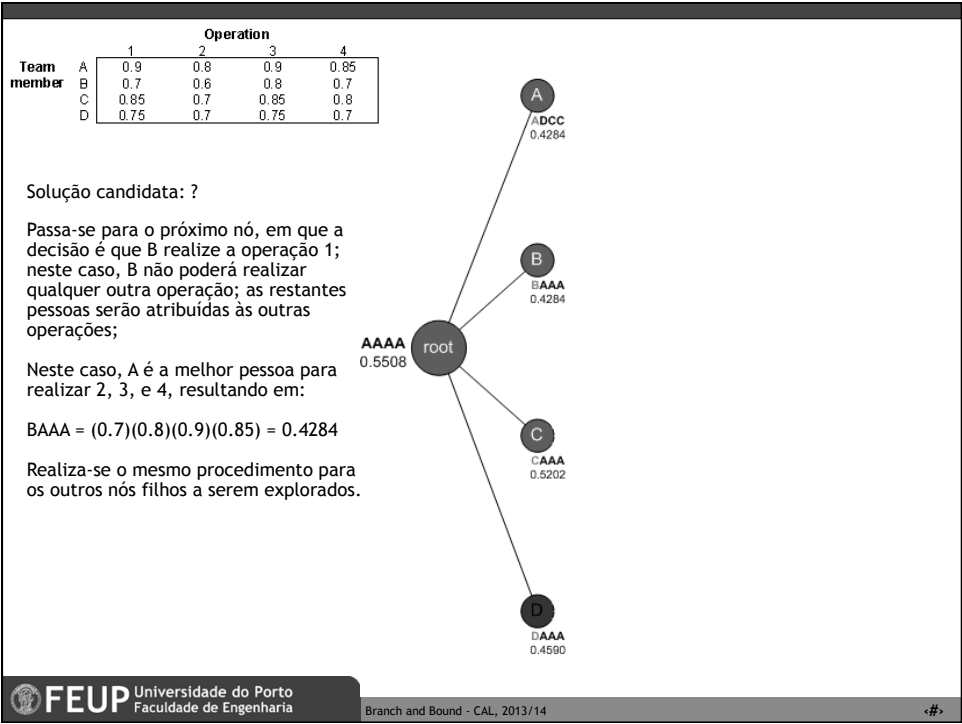 Operation
1 2 3 4
Team member
A 0.9 0.8 0.9 0.85
B 0.7 0.6 0.8 0.7
C 0.85 0.7 0.85 0.8
D 0.75 0.7 0.75 0.7
Solução candidata: ?
Passa-se para o próximo nó, em que a
decisão é que B realize a operação 1;
neste caso, B não poderá realizar
qualquer outra operação; as restantes
pessoas serão atribuídas às outras
operações;
Neste caso, A é a melhor pessoa para
realizar 2, 3, e 4, resultando em:
BAAA = (0.7)(0.8)(0.9)(0.85) = 0.4284
Realiza-se o mesmo procedimento para
os outros nós filhos a serem explorados.
AAAA
0.5508
root
A
ADCC
0.4284
B
BAAA
0.4284
C
CAAA
0.5202
D
DAAA
0.4590
FEUP Universidade do Porto
Faculdade de Engenharia
Branch and Bound - CAL, 2013/14
‹#›